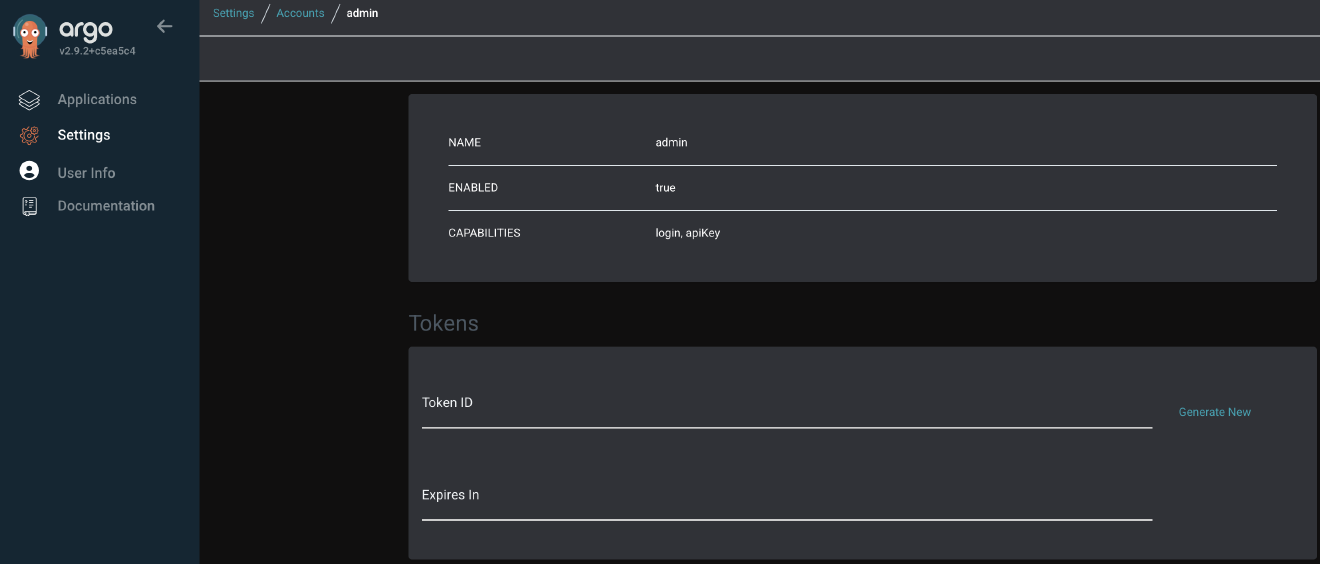 argo
v2.9.2+c5ea5c4
Applications
Settings
User Info
Documentation
Settings / Accounts / admin
NAME admin
ENABLED true
CAPABILITIES login, apiKey
Tokens
Token ID
Generate New
Expires In